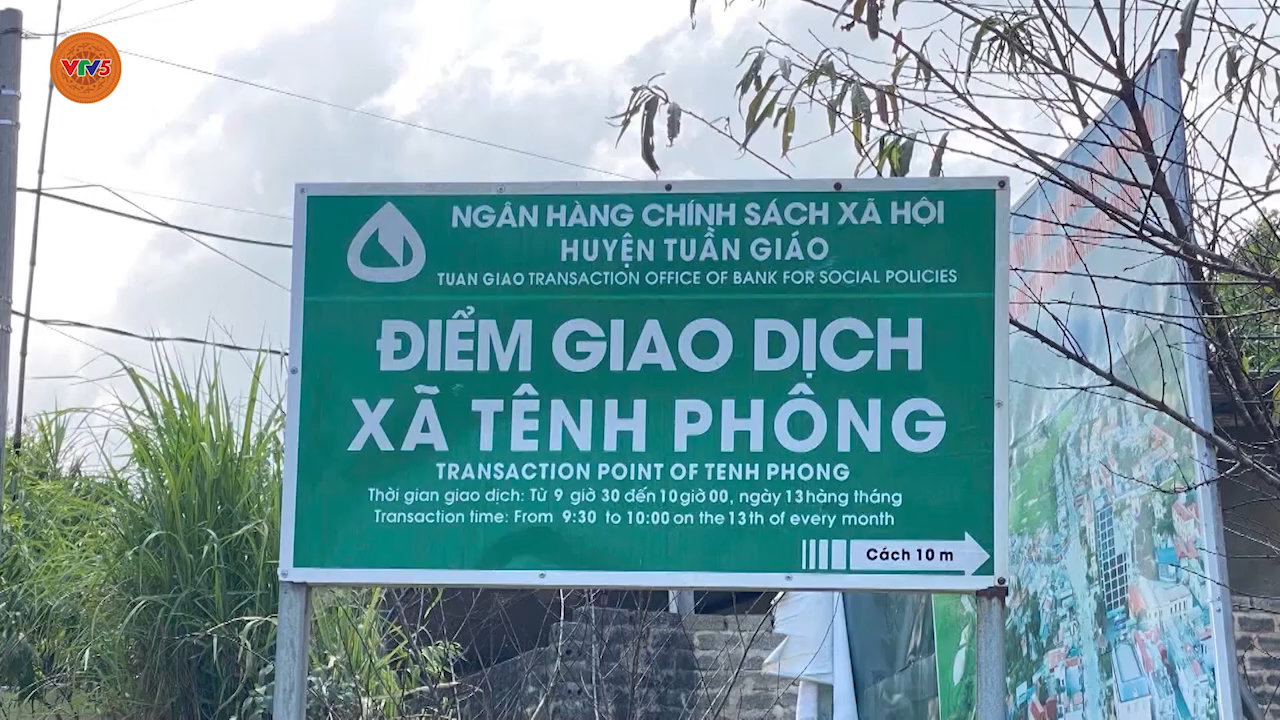 VTV5
NGÂN HÀNG CHÍNH SÁCH XÃ HỘI
HUYỆN TUẦN GIÁO
TUAN GIAO TRANSACTION OFFICE OF BANK FOR SOCIAL POLICIES
ĐIỂM GIAO DỊCH
XÃ TÊNH PHÔNG
TRANSACTION POINT OF TENH PHONG
Thời gian giao dịch: Từ 9 giờ 30 đến 10 giờ 00, ngày 13 hàng tháng
Transaction time: From 9:30 to 10:00 on the 13th of every month
Cách 10 m